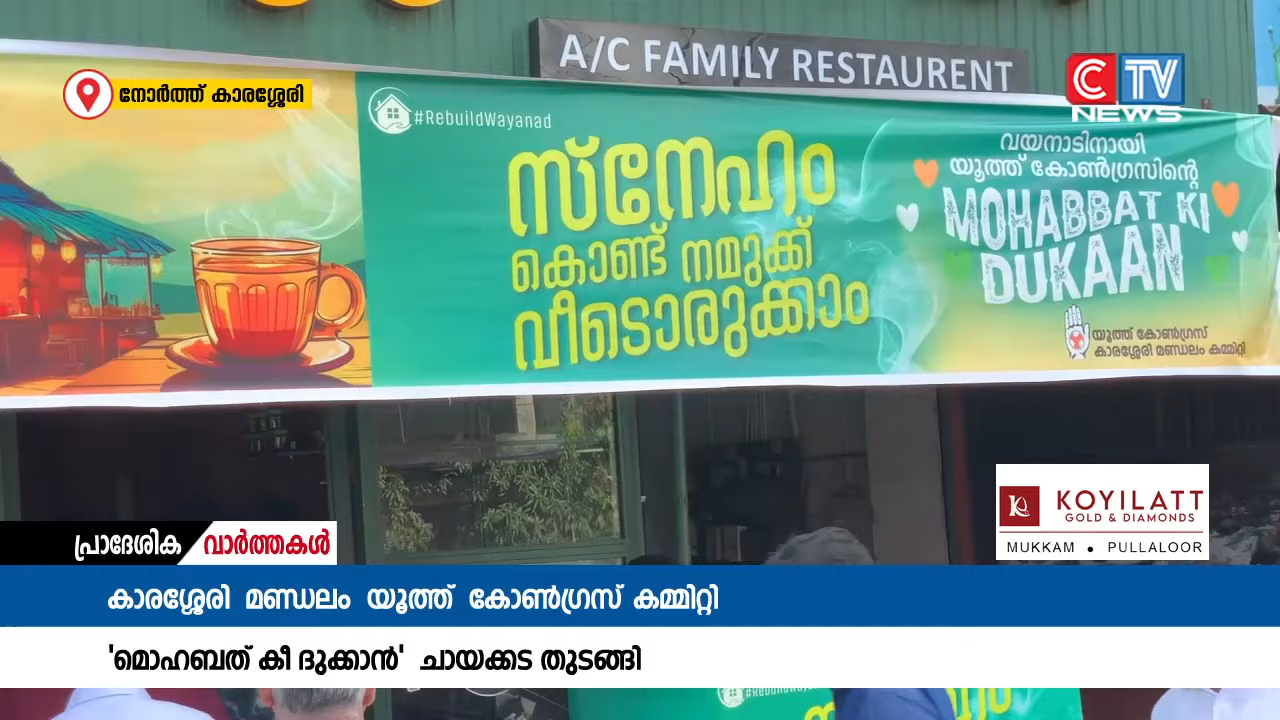 A/C FAMILY RESTAURENT
CTV
NEWS
നോർത്ത് കാരശ്ശേരി
#RebuildWayanad
സ്നേഹം
കൊണ്ട് നമുക്ക്
വീടൊരുക്കാം
വയനാടിനായി
യൂത്ത് കോൺഗ്രസിന്റെ
MOHABBAT KI
DUKAAN
യൂത്ത് കോൺഗ്രസ്
കാരശ്ശേരി മണ്ഡലം കമ്മിറ്റി
KOYILATT
GOLD & DIAMONDS
MUKKAM • PULLALOOR
പ്രാദേശിക വാർത്തകൾ
കാരശ്ശേരി മണ്ഡലം യൂത്ത് കോൺഗ്രസ് കമ്മിറ്റി
'മൊഹബത് കീ ദുക്കാൻ' ചായക്കട തുടങ്ങി